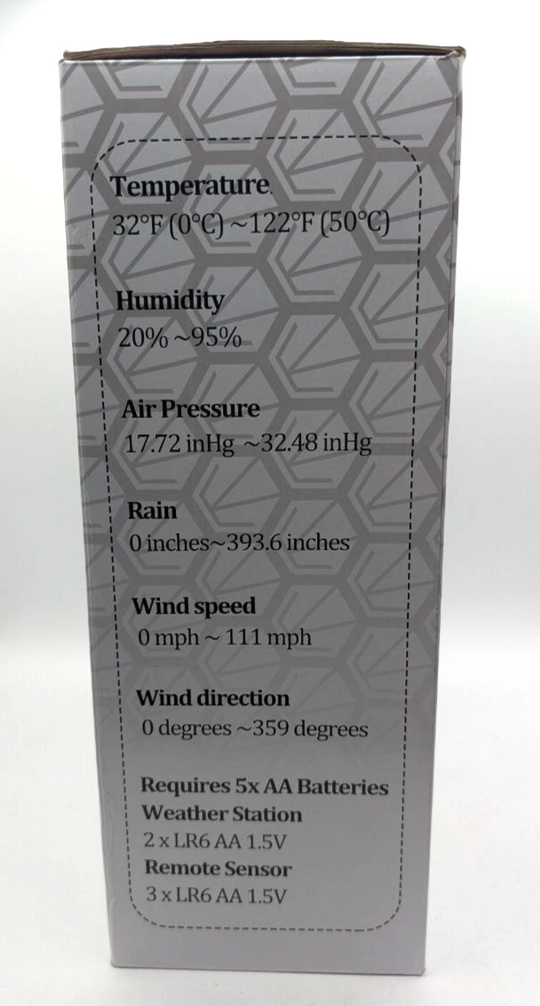 Temperature.
32°F (0°C) ~122°F (50°C)
Humidity
20% ~95%
Air Pressure
17.72 inHg ~32.48 inHg
Rain
0 inches~393.6 inches
Wind speed
0 mph ~ 111 mph
Wind direction
0 degrees ~359 degrees
Requires 5x AA Batteries
Weather Station
2 x LR6 AA 1.5V
Remote Sensor
3 x LR6 AA 1.5V